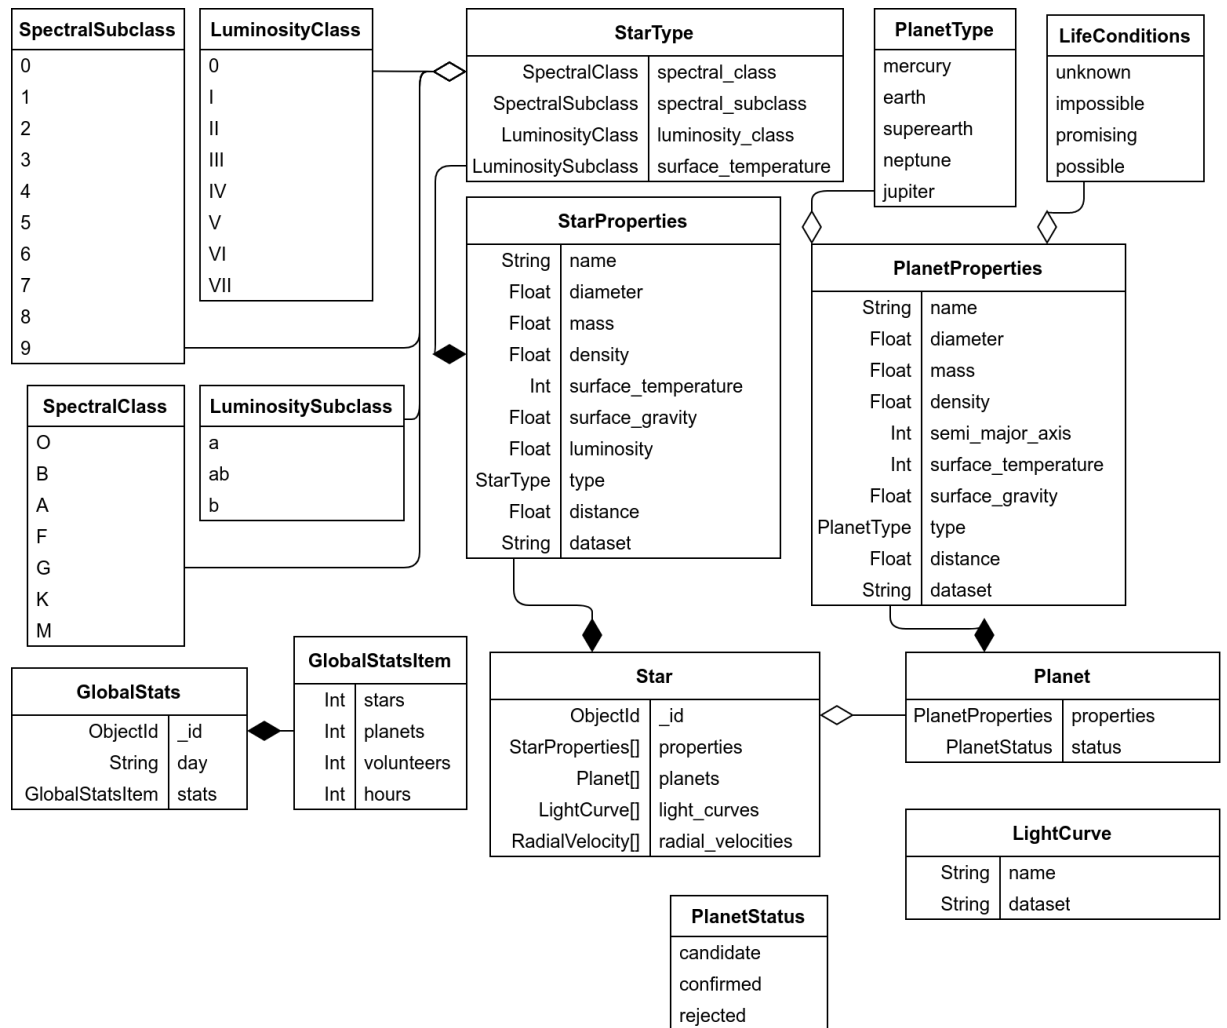 SpectralSubclass
0
1
2
3
4
5
6
7
8
9
LuminosityClass
0
I
II
III
IV
V
VI
VII
StarType
SpectralClass spectral_class
SpectralSubclass spectral_subclass
LuminosityClass luminosity_class
LuminositySubclass surface_temperature
PlanetType
mercury
earth
superearth
neptune
jupiter
LifeConditions
unknown
impossible
promising
possible
StarProperties
String name
Float diameter
Float mass
Float density
Int surface_temperature
Float surface_gravity
Float luminosity
StarType type
Float distance
String dataset
PlanetProperties
String name
Float diameter
Float mass
Float density
Int semi_major_axis
Int surface_temperature
Float surface_gravity
PlanetType type
Float distance
String dataset
SpectralClass
O
B
A
F
G
K
M
LuminositySubclass
a
ab
b
GlobalStats
ObjectId _id
String day
GlobalStatsItem stats
GlobalStatsItem
Int stars
Int planets
Int volunteers
Int hours
Star
ObjectId _id
StarProperties[] properties
Planet[] planets
LightCurve[] light_curves
RadialVelocity[] radial_velocities
Planet
PlanetProperties properties
PlanetStatus status
LightCurve
String name
String dataset
PlanetStatus
candidate
confirmed
rejected